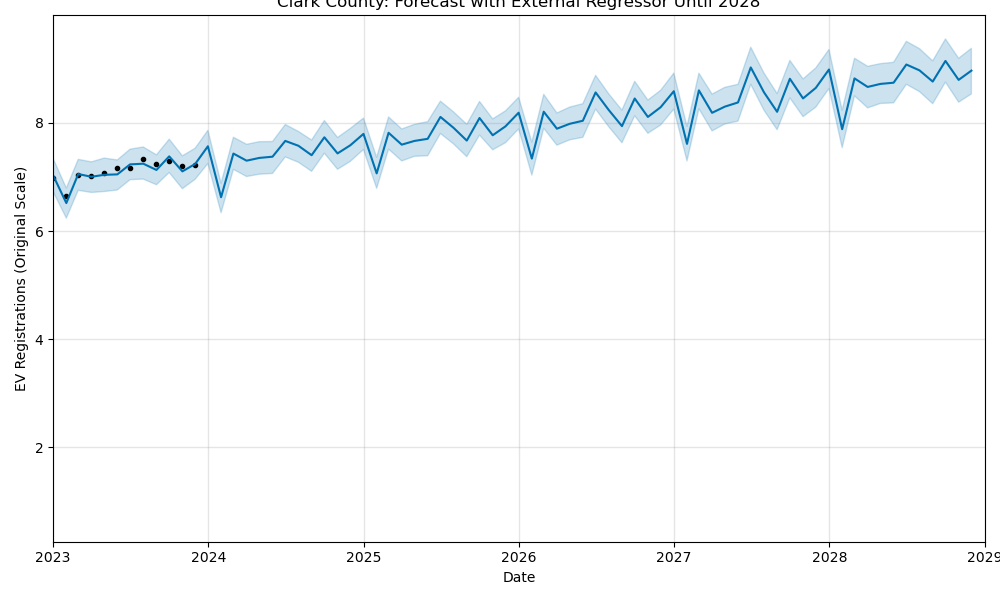 Clark County: Forecast with External Regressor Until 2028
EV Registrations (Original Scale)
8
6
4
2
2023 2024 2025 2026 2027 2028 2029
Date